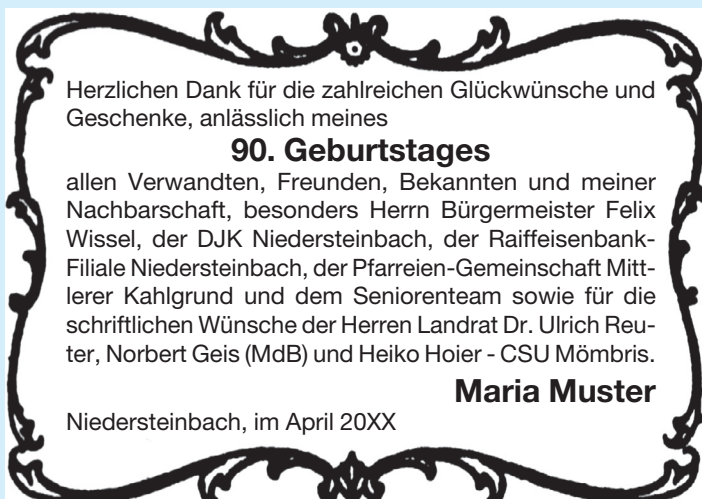 Herzlichen Dank für die zahlreichen Glückwünsche und
Geschenke, anlässlich meines
90. Geburtstages
allen Verwandten, Freunden, Bekannten und meiner
Nachbarschaft, besonders Herrn Bürgermeister Felix
Wissel, der DJK Niedersteinbach, der Raiffeisenbank-
Filiale Niedersteinbach, der Pfarreien-Gemeinschaft Mitt-
lerer Kahlgrund und dem Seniorenteam sowie für die
schriftlichen Wünsche der Herren Landrat Dr. Ulrich Reu-
ter, Norbert Geis (MdB) und Heiko Hoier - CSU Mömbris.
Maria Muster
Niedersteinbach, im April 20XX